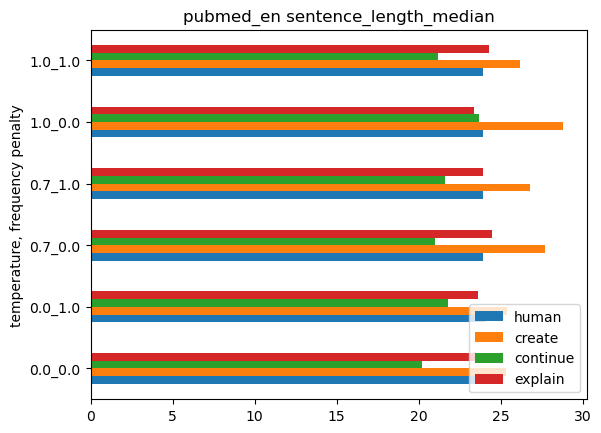 pubmed_en sentence_length_median
temperature, frequency penalty
1.0_1.0
1.0_0.0
0.7_1.0
0.7_0.0
0.0_1.0
0.0_0.0
human
create
continue
explain
0 5 10 15 20 25 30